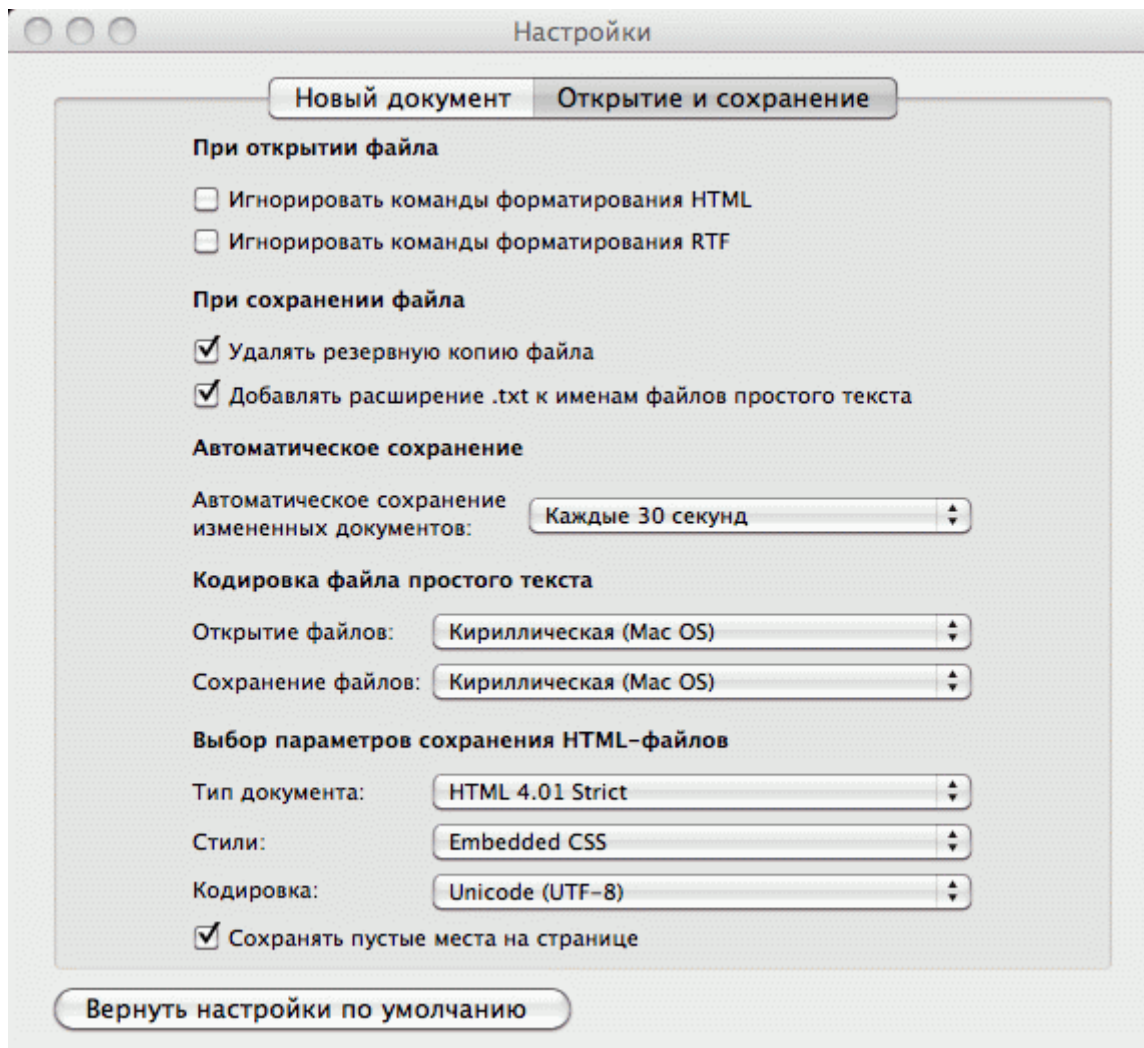 Настройки
Новый документ Открытие и сохранение
При открытии файла
Игнорировать команды форматирования HTML
Игнорировать команды форматирования RTF
При сохранении файла
Удалять резервную копию файла
Добавлять расширение .txt к именам файлов простого текста
Автоматическое сохранение
Автоматическое сохранение
измененных документов: Каждые 30 секунд
Кодировка файла простого текста
Открытие файлов: Кириллическая (Mac OS)
Сохранение файлов: Кириллическая (Mac OS)
Выбор параметров сохранения HTML-файлов
Тип документа: HTML 4.01 Strict
Стили: Embedded CSS
Кодировка: Unicode (UTF-8)
Сохранять пустые места на странице
Вернуть настройки по умолчанию